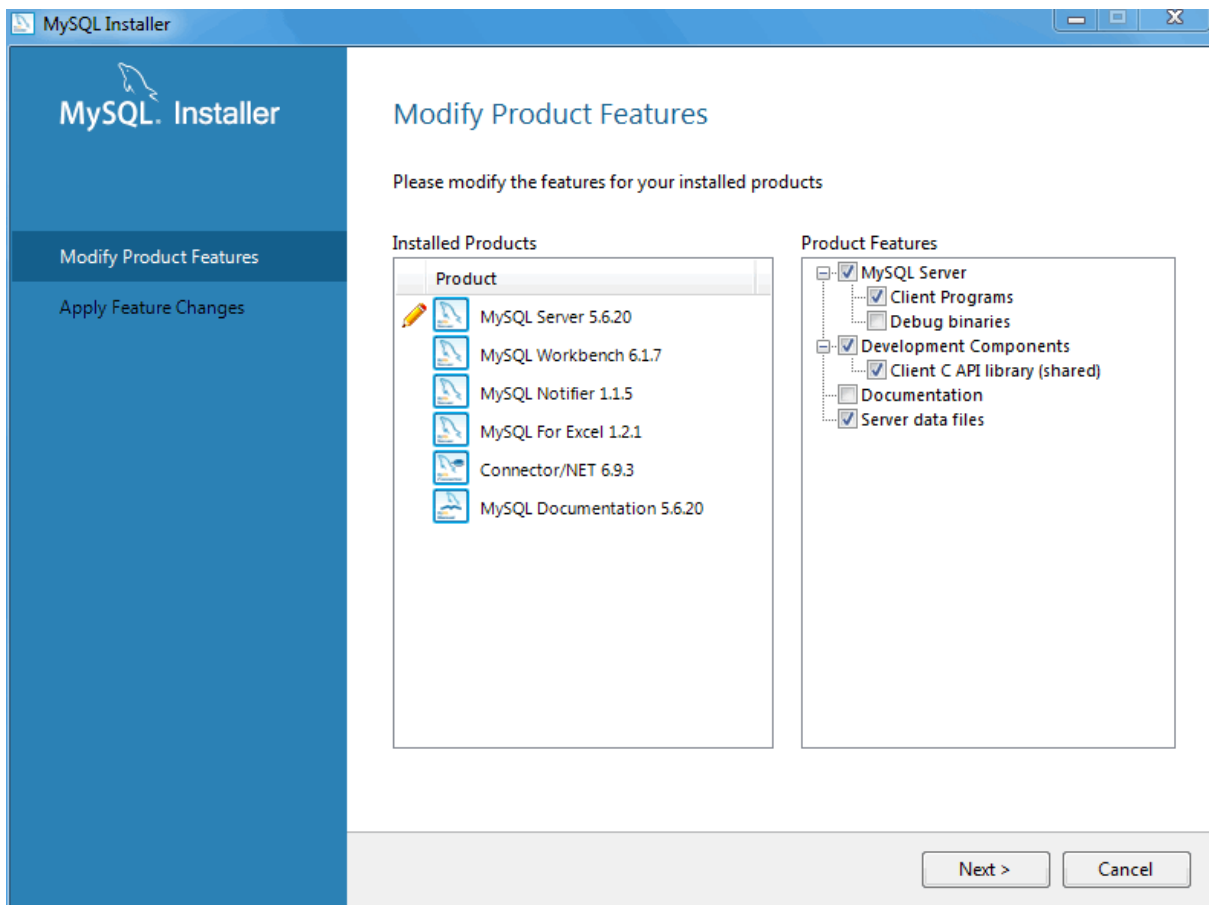 MySQL Installer
MySQL. Installer
Modify Product Features
Apply Feature Changes
Modify Product Features
Please modify the features for your installed products
Installed Products
Product
MySQL Server 5.6.20
MySQL Workbench 6.1.7
MySQL Notifier 1.1.5
MySQL For Excel 1.2.1
Connector/NET 6.9.3
MySQL Documentation 5.6.20
Product Features
MySQL Server
Client Programs
Debug binaries
Development Components
Client C API library (shared)
Documentation
Server data files
Next >
Cancel